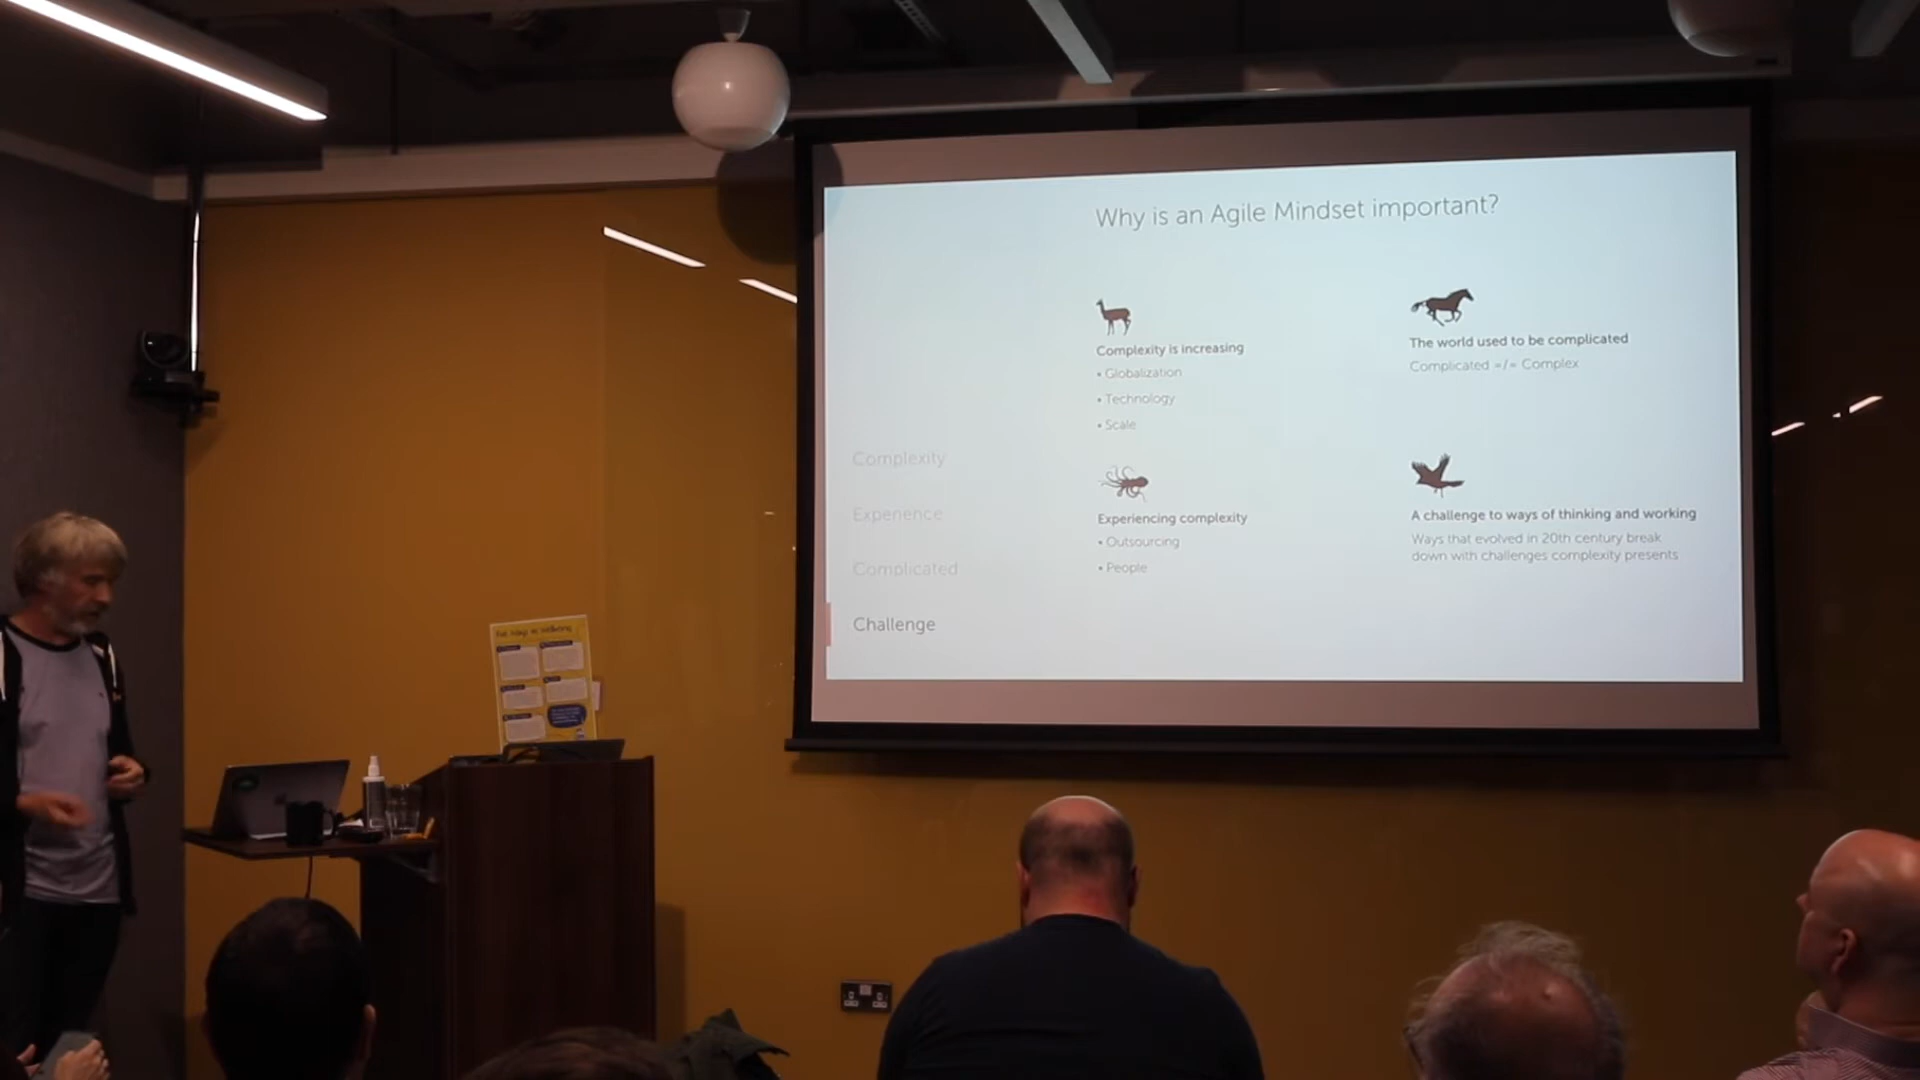 Why is an Agile Mindset important?
Complexity is increasing
• Globalization
• Technology
• Scale
The world used to be complicated
Complicated =/= Complex
Experiencing complexity
• Outsourcing
• People
A challenge to ways of thinking and working
Ways that evolved in 20th century break
down with challenges complexity presents
Complexity
Experience
Complicated
Challenge